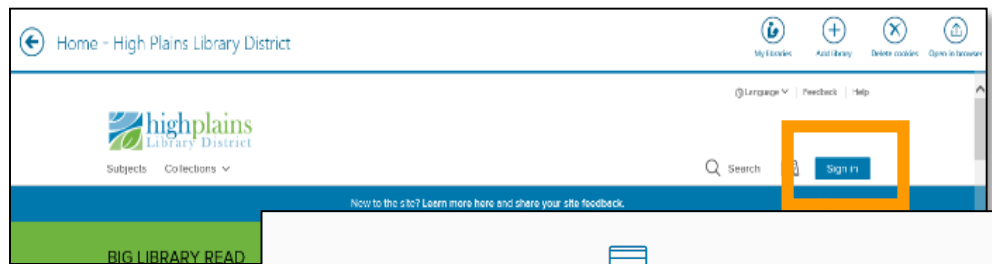 Home - High Plains Library District
My libraries Add library Delete cookies Open in browser
Language Feedback Help
highplains
Library District
Subjects Collections
Search Sign in
New to the site? Learn more here and share your site feedback.
BIG LIBRARY READ